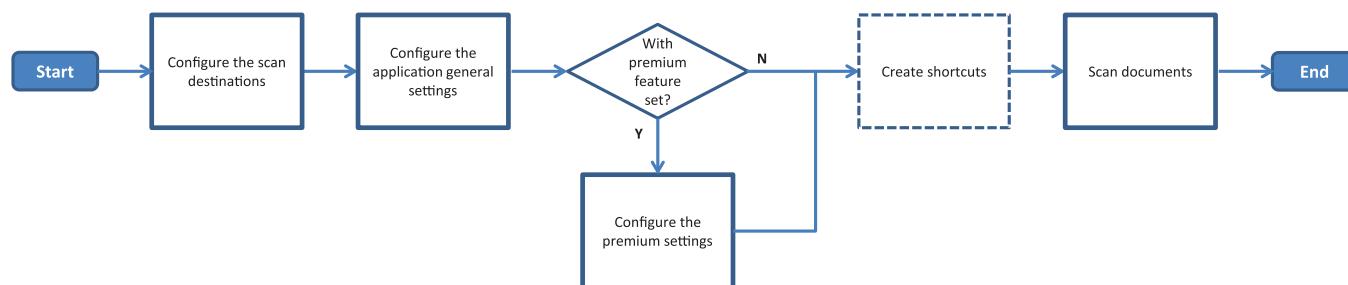 Start
Configure the scan
destinations
Configure the
application general
settings
With
premium
feature
set?
N
Y
Configure the
premium settings
Create shortcuts
Scan documents
End